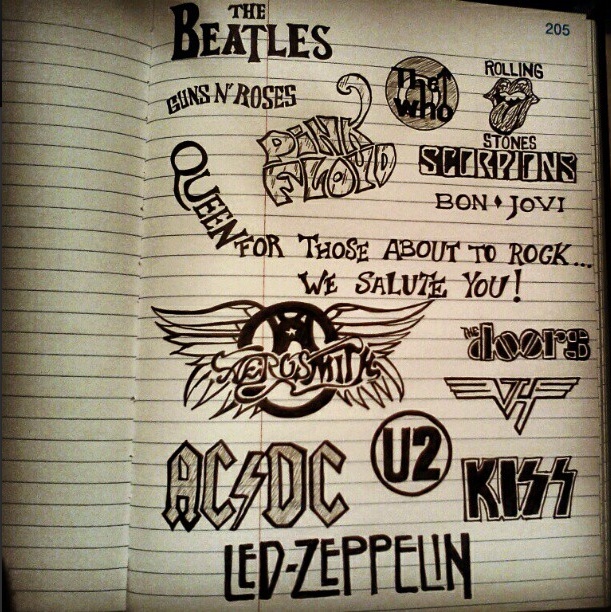 205
THE
BEATLES
GUNS N' ROSES
PINK
FLOYD
The
Who
ROLLING
STONES
SCORPIONS
BON ♦ JOVI
QUEEN
FOR THOSE ABOUT TO ROCK...
WE SALUTE YOU!
AEROSMITH
THE doors
VH
AC⚡DC
U2
KISS
LED-ZEPPELIN